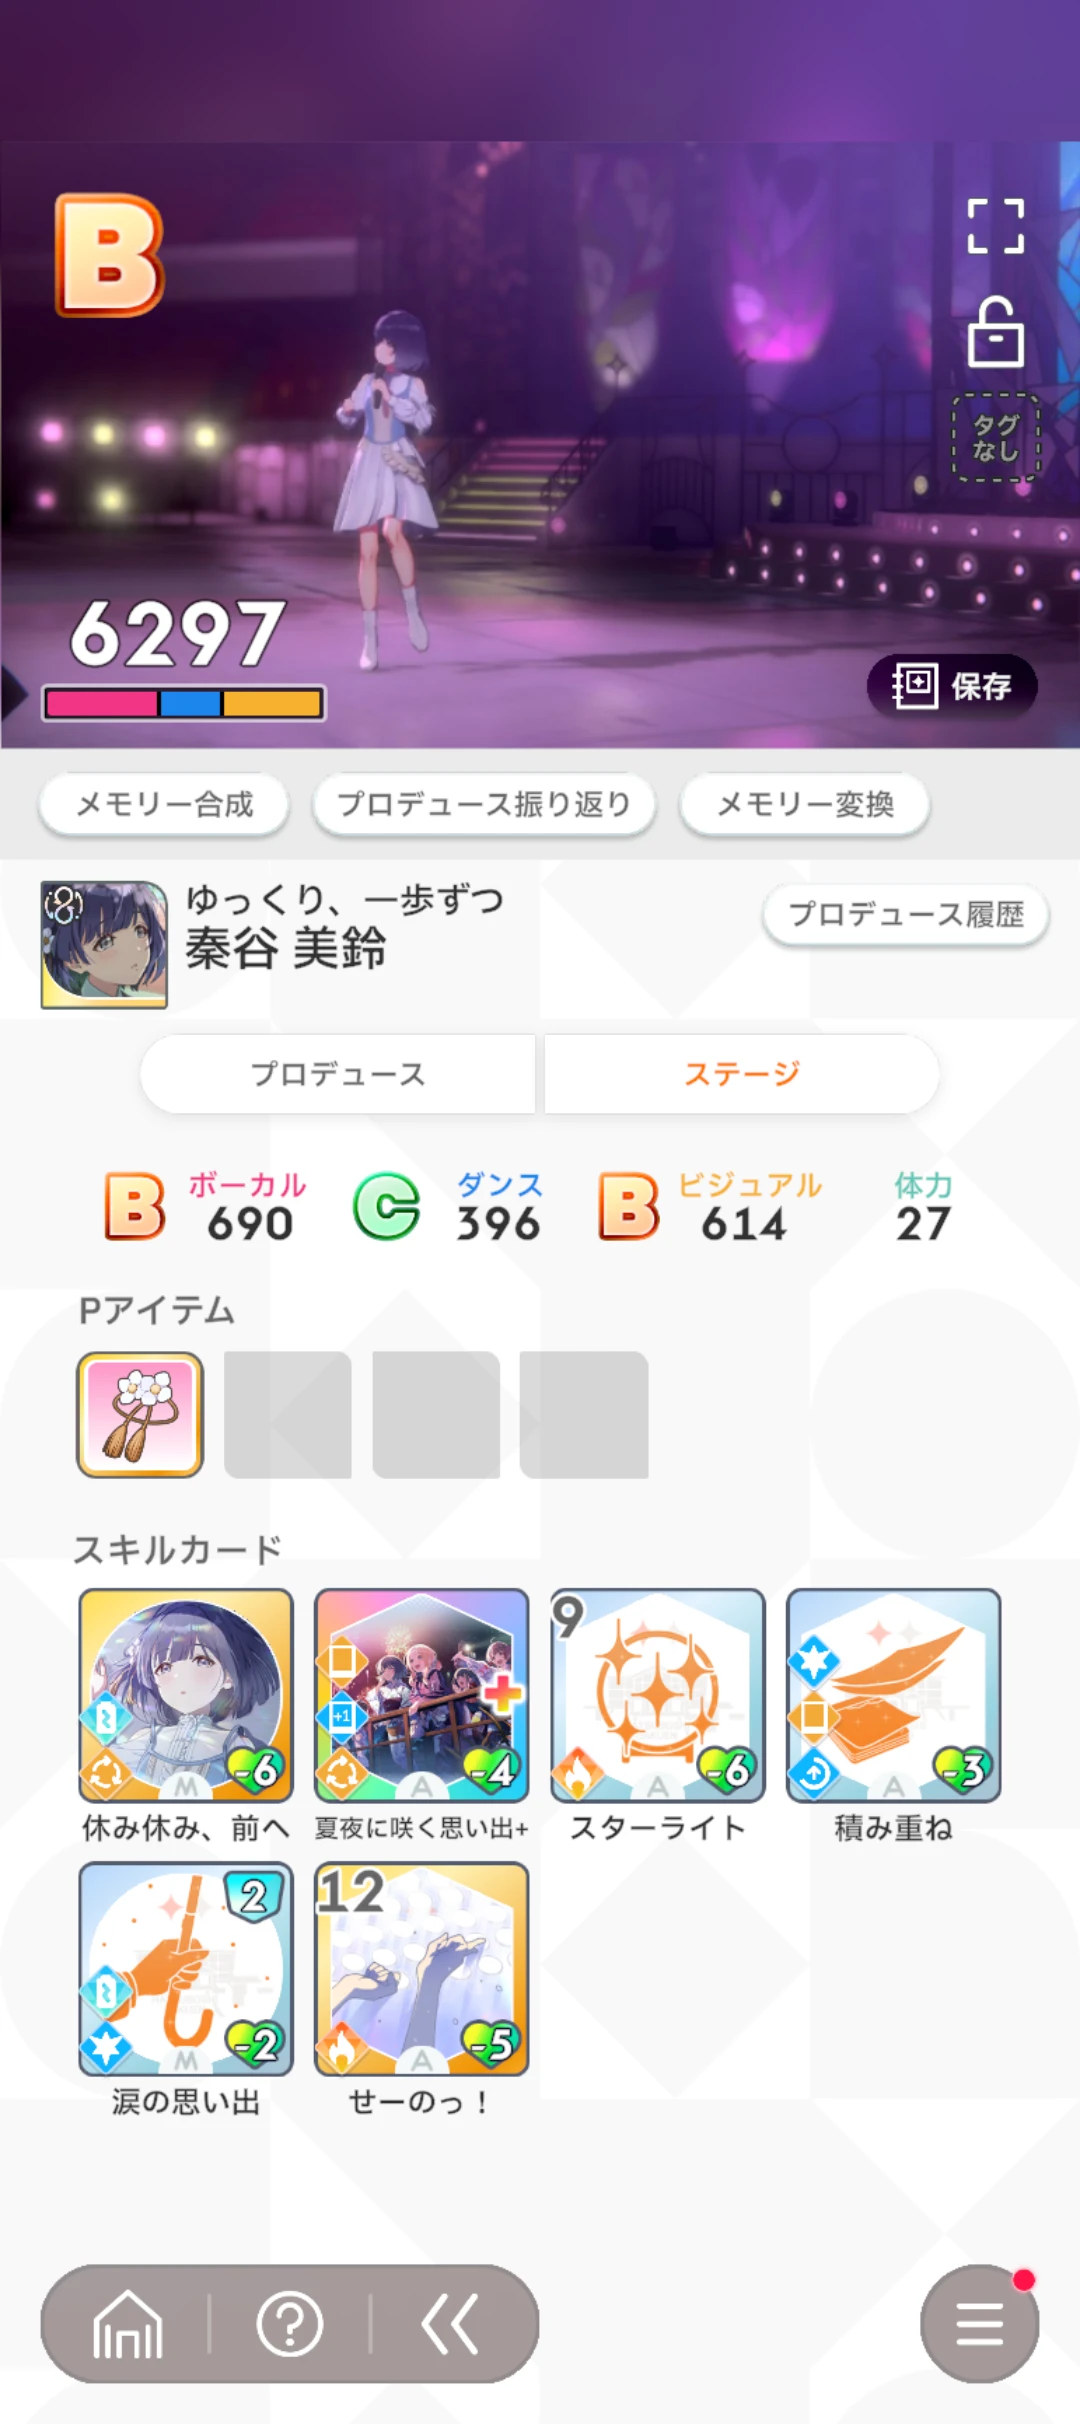 B
タグ
なし
6297
保存
メモリー合成
プロデュース振り返り
メモリー変換
ゆっくり、一歩ずつ
秦谷 美鈴
プロデュース履歴
プロデュース
ステージ
B ボーカル 690
C ダンス 396
B ビジュアル 614
体力 27
Pアイテム
スキルカード
M -6
+1 A -4
9 A -6
A -3
休み休み、前へ
夏夜に咲く思い出+
スターライト
積み重ね
2 M -2
12 A -5
涙の思い出
せーのっ！